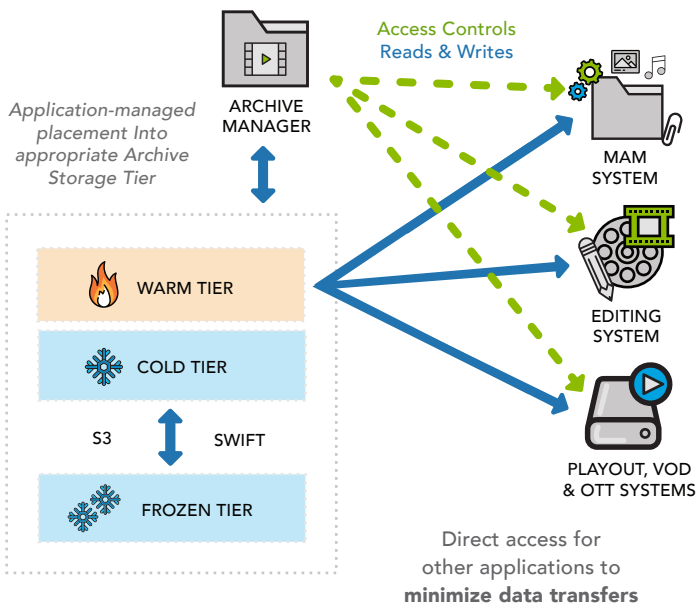 Access Controls
Reads & Writes
ARCHIVE
MANAGER
Application-managed
placement Into
appropriate Archive
Storage Tier
MAM
SYSTEM
WARM TIER
EDITING
SYSTEM
COLD TIER
S3
SWIFT
FROZEN TIER
PLAYOUT, VOD
& OTT SYSTEMS
Direct access for
other applications to
minimize data transfers